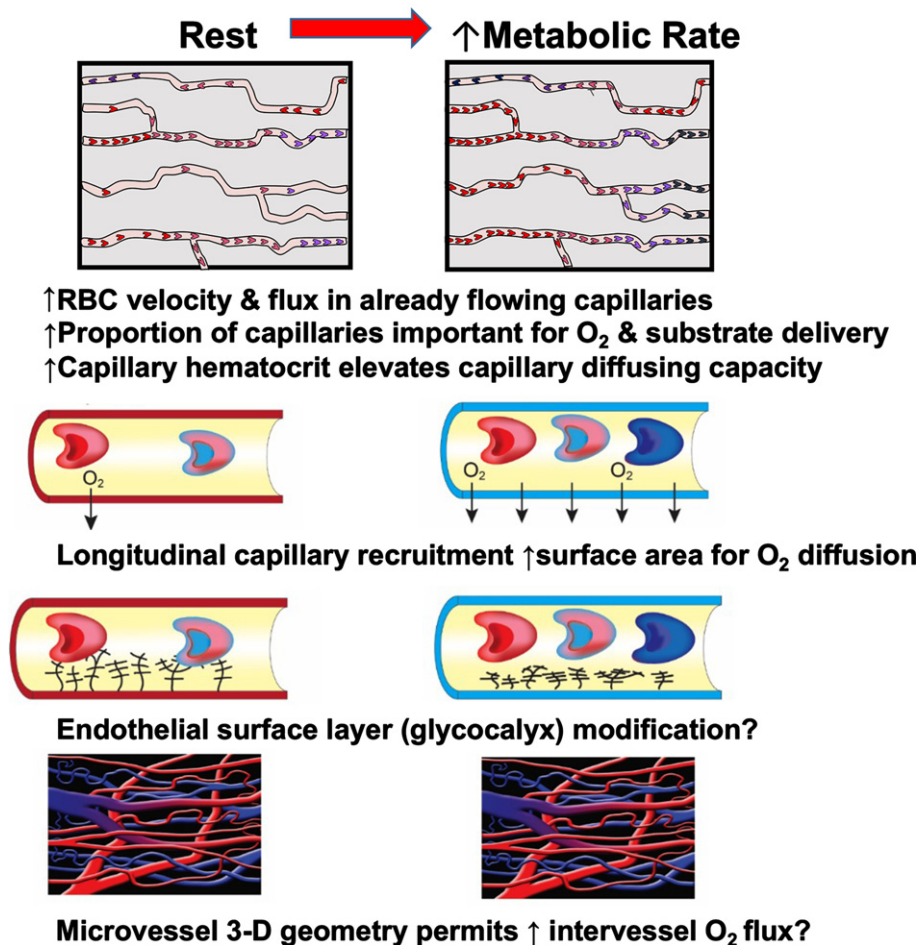 Rest ↑Metabolic Rate
↑RBC velocity & flux in already flowing capillaries
↑Proportion of capillaries important for O₂ & substrate delivery
↑Capillary hematocrit elevates capillary diffusing capacity
O₂ O₂ O₂
Longitudinal capillary recruitment ↑surface area for O₂ diffusion
Endothelial surface layer (glycocalyx) modification?
Microvessel 3-D geometry permits ↑ intervessel O₂ flux?